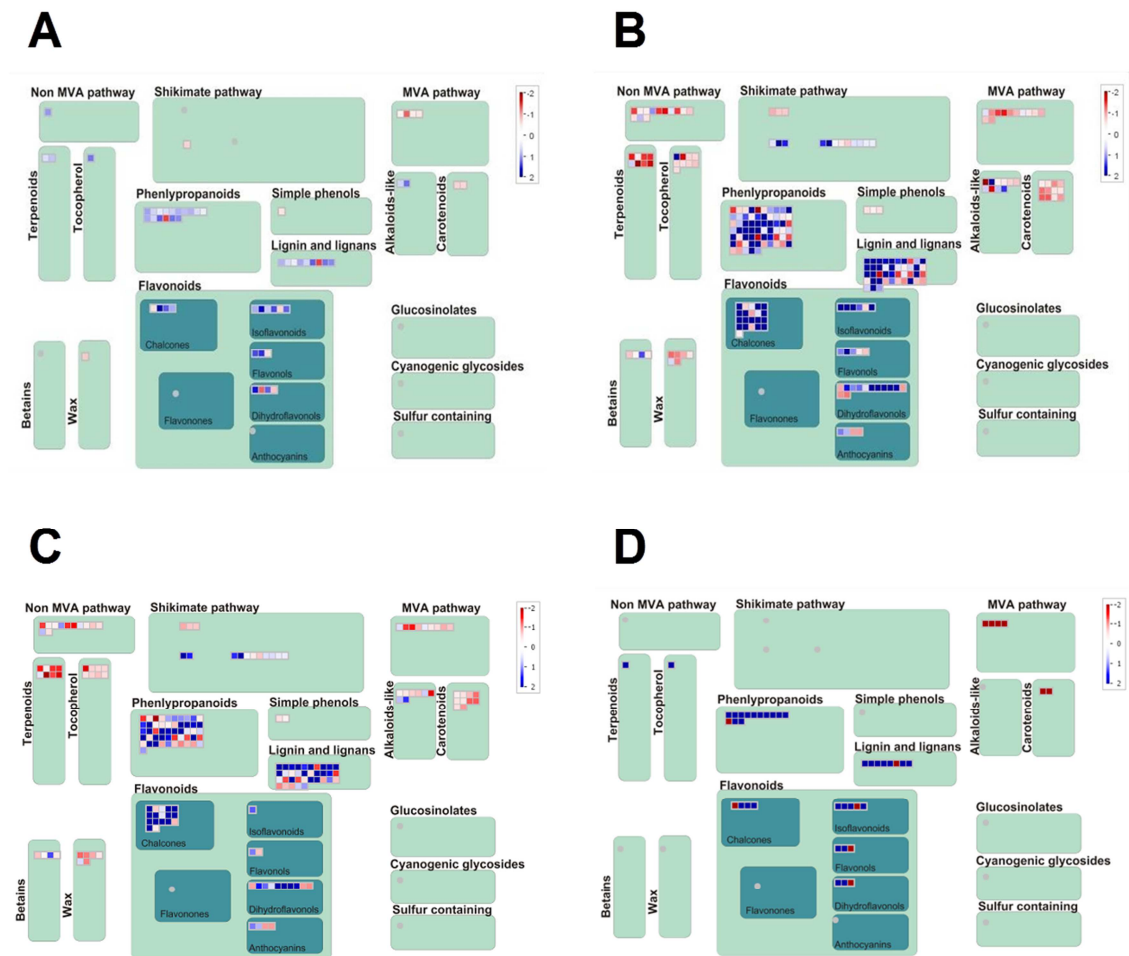 A
B
Non MVA pathway
Shikimate pathway
MVA pathway
-2
-1
0
1
2
Terpenoids
Tocopherol
Phenlypropanoids
Simple phenols
Lignin and lignans
Alkaloids-like
Carotenoids
Flavonoids
Chalcones
Isoflavonoids
Flavonols
Flavonones
Dihydroflavonols
Anthocyanins
Betains
Wax
Glucosinolates
Cyanogenic glycosides
Sulfur containing
Non MVA pathway
Shikimate pathway
MVA pathway
-2
-1
0
1
2
Terpenoids
Tocopherol
Phenlypropanoids
Simple phenols
Lignin and lignans
Alkaloids-like
Carotenoids
Flavonoids
Chalcones
Isoflavonoids
Flavonols
Flavonones
Dihydroflavonols
Anthocyanins
Betains
Wax
Glucosinolates
Cyanogenic glycosides
Sulfur containing
C
D
Non MVA pathway
Shikimate pathway
MVA pathway
-2
-1
0
1
2
Terpenoids
Tocopherol
Phenlypropanoids
Simple phenols
Lignin and lignans
Alkaloids-like
Carotenoids
Flavonoids
Chalcones
Isoflavonoids
Flavonols
Flavonones
Dihydroflavonols
Anthocyanins
Betains
Wax
Glucosinolates
Cyanogenic glycosides
Sulfur containing
Non MVA pathway
Shikimate pathway
MVA pathway
-2
-1
0
1
2
Terpenoids
Tocopherol
Phenlypropanoids
Simple phenols
Lignin and lignans
Alkaloids-like
Carotenoids
Flavonoids
Chalcones
Isoflavonoids
Flavonols
Flavonones
Dihydroflavonols
Anthocyanins
Betains
Wax
Glucosinolates
Cyanogenic glycosides
Sulfur containing